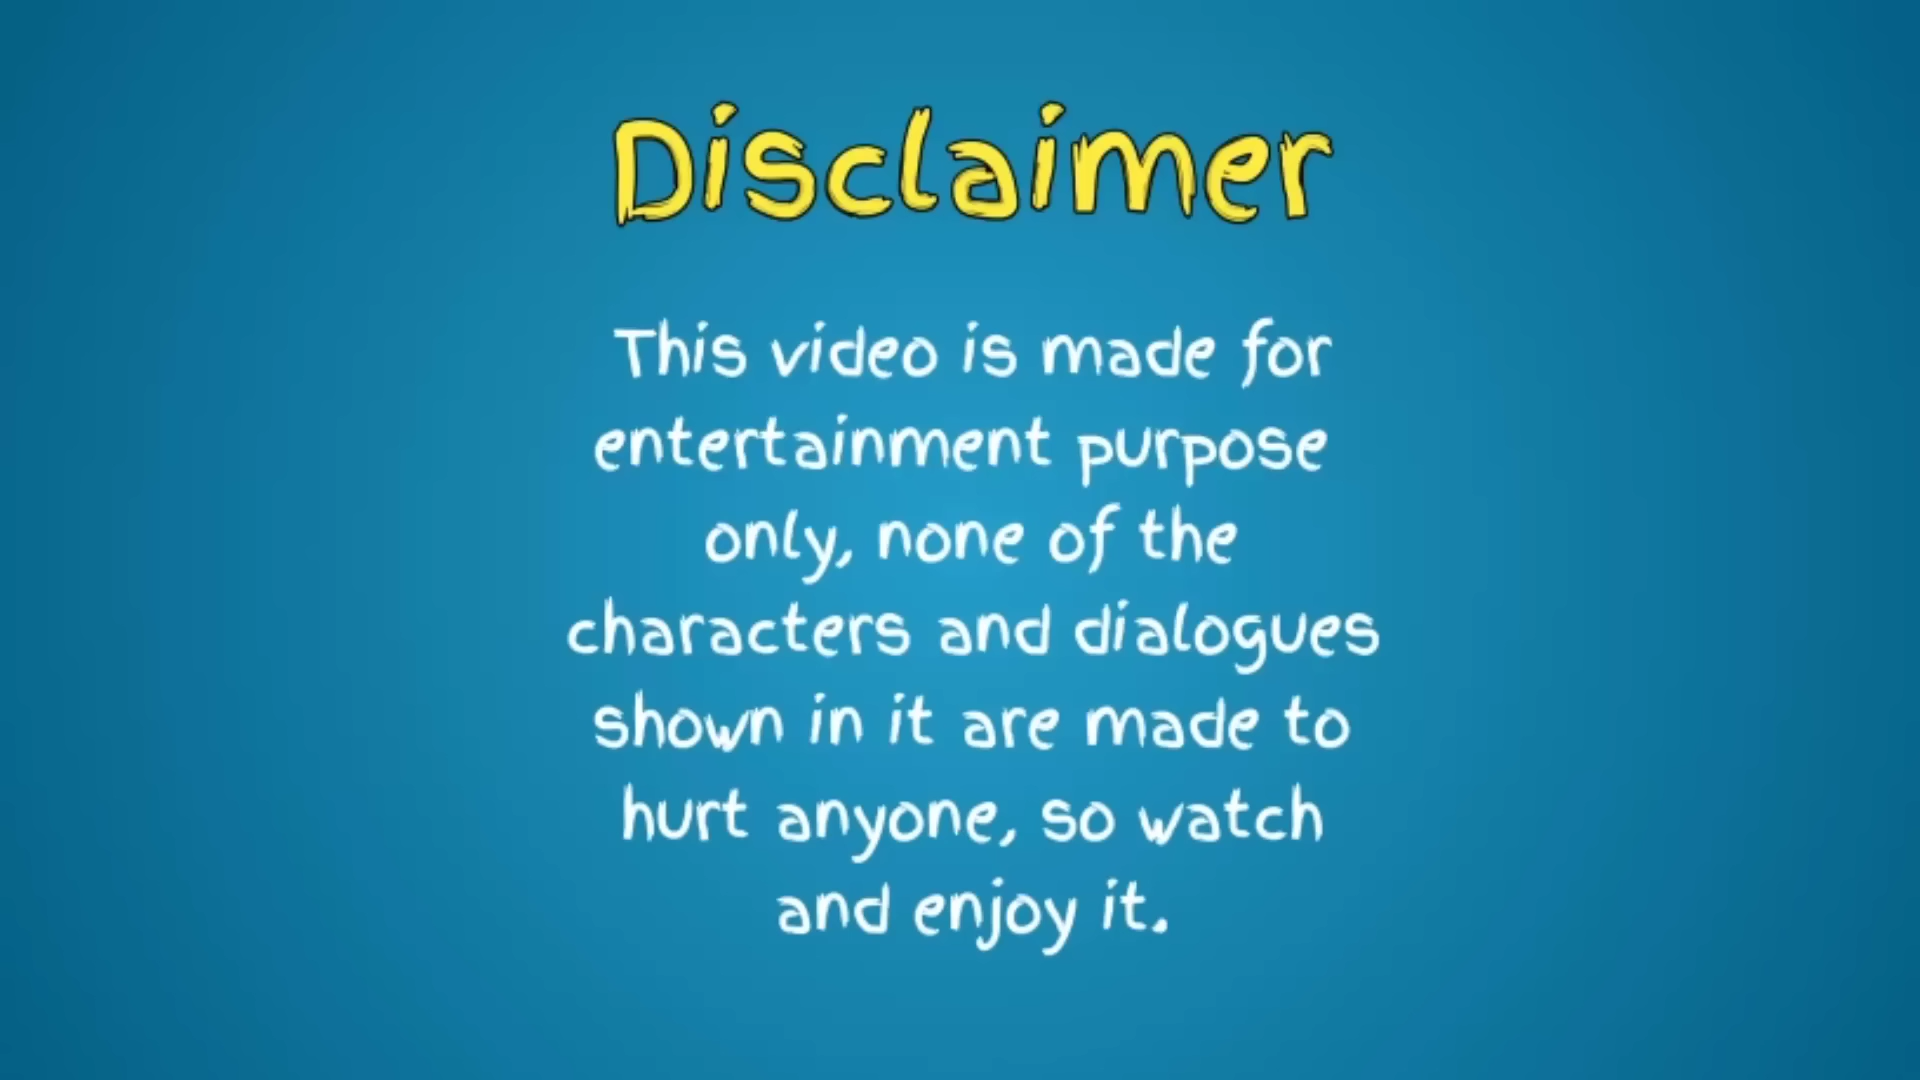 Disclaimer
This video is made for
entertainment purpose
only, none of the
characters and dialogues
shown in it are made to
hurt anyone, so watch
and enjoy it.